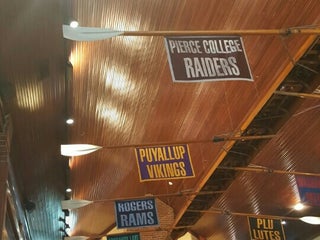 PIERCE COLLEGE
RAIDERS
PUYALLUP
VIKINGS
ROGERS
RAMS
PLU
LUTES